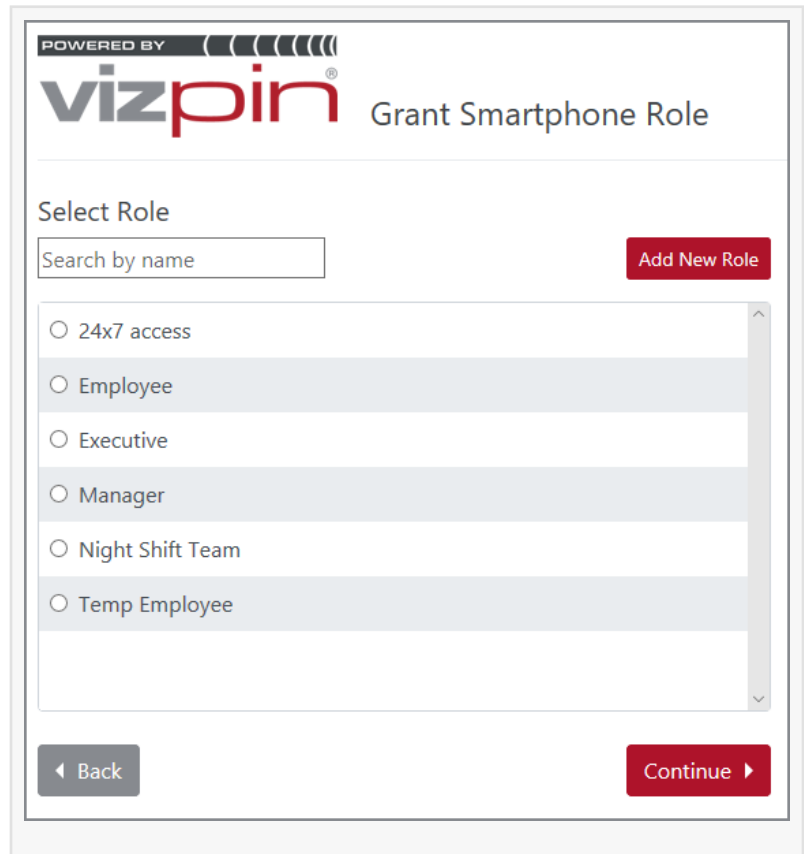 POWERED BY
vizpin®
Grant Smartphone Role
Select Role
Search by name
Add New Role
24x7 access
Employee
Executive
Manager
Night Shift Team
Temp Employee
Back
Continue